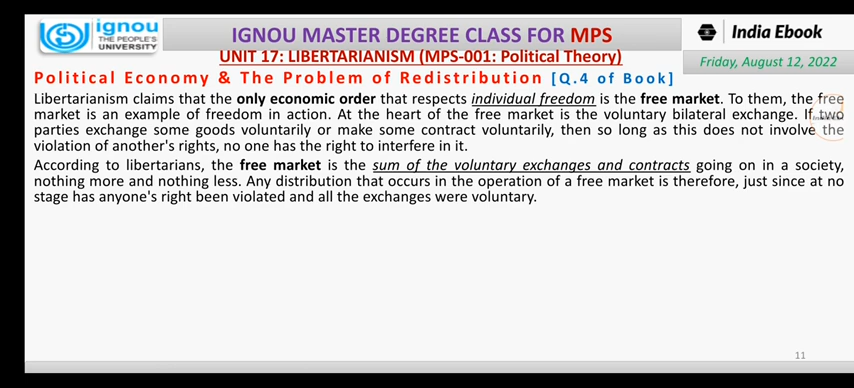 ignou
THE PEOPLE'S
UNIVERSITY
IGNOU MASTER DEGREE CLASS FOR MPS
India Ebook
UNIT 17: LIBERTARIANISM (MPS-001: Political Theory)
Friday, August 12, 2022
Political Economy & The Problem of Redistribution [Q.4 of Book]
Libertarianism claims that the only economic order that respects individual freedom is the free market. To them, the free
market is an example of freedom in action. At the heart of the free market is the voluntary bilateral exchange. If two
parties exchange some goods voluntarily or make some contract voluntarily, then so long as this does not involve the
violation of another's rights, no one has the right to interfere in it.
According to libertarians, the free market is the sum of the voluntary exchanges and contracts going on in a society,
nothing more and nothing less. Any distribution that occurs in the operation of a free market is therefore, just since at no
stage has anyone's right been violated and all the exchanges were voluntary.
11